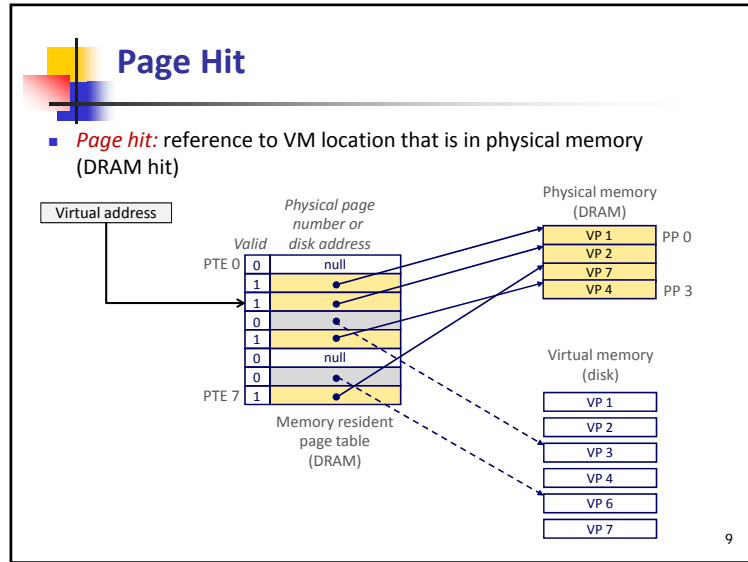 Page Hit
Page hit: reference to VM location that is in physical memory
(DRAM hit)
Virtual address
Physical page
number or
disk address
Valid
PTE 0
0 null
1
1
0
1
0 null
0
PTE 7 1
Memory resident
page table
(DRAM)
Physical memory
(DRAM)
VP 1 PP 0
VP 2
VP 7
VP 4 PP 3
Virtual memory
(disk)
VP 1
VP 2
VP 3
VP 4
VP 6
VP 7
9